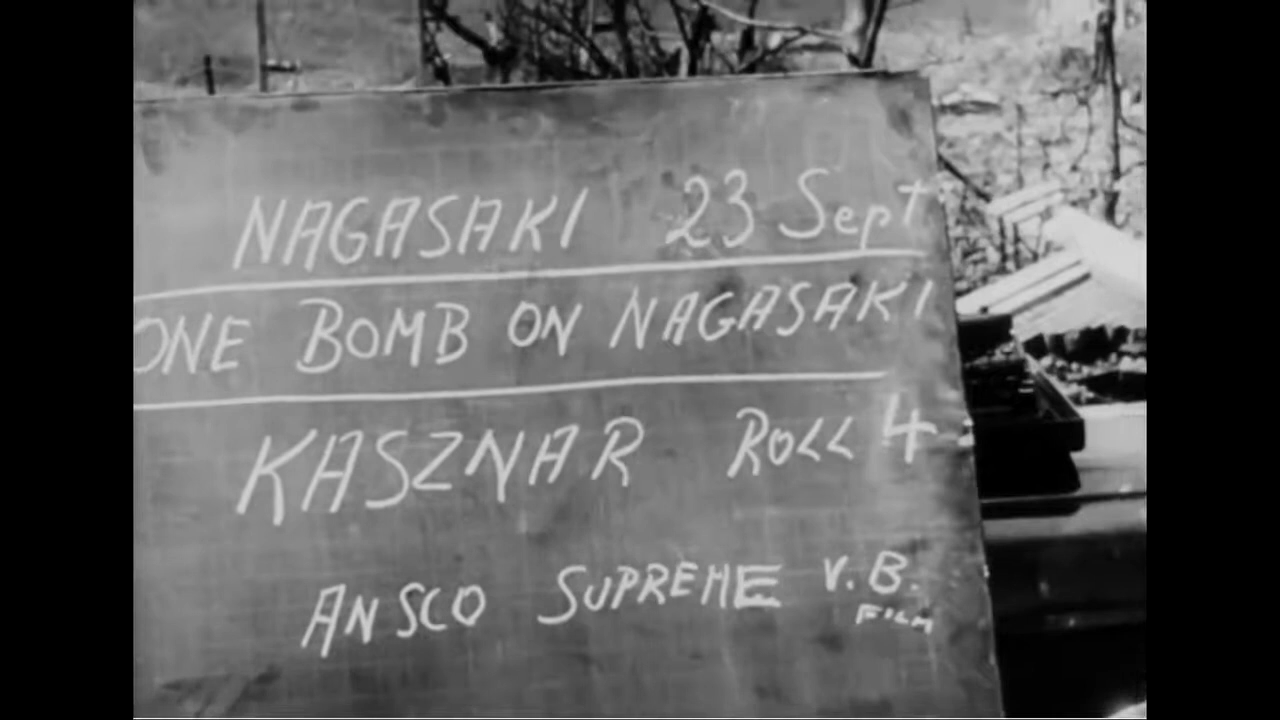 NAGASAKI 23 Sept
ONE BOMB ON NAGASAKI
KASZNAR ROLL 4
ANSCO SUPREME V.B.
FILM